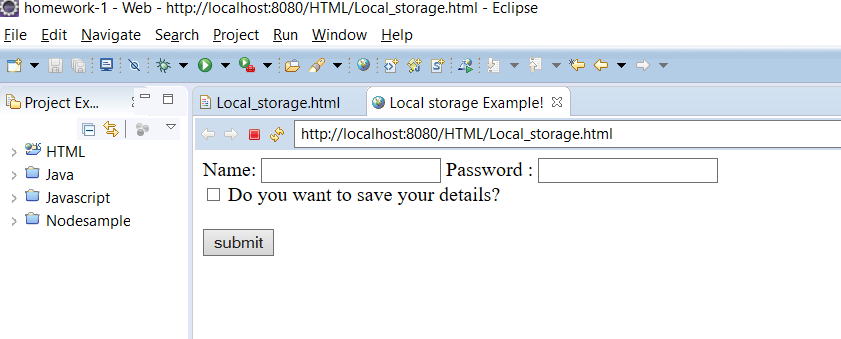 homework-1 - Web - http://localhost:8080/HTML/Local_storage.html - Eclipse
File Edit Navigate Search Project Run Window Help
Project Ex...
Local_storage.html
Local storage Example!
http://localhost:8080/HTML/Local_storage.html
HTML
Java
Javascript
Nodesample
Name: Password :
Do you want to save your details?
submit